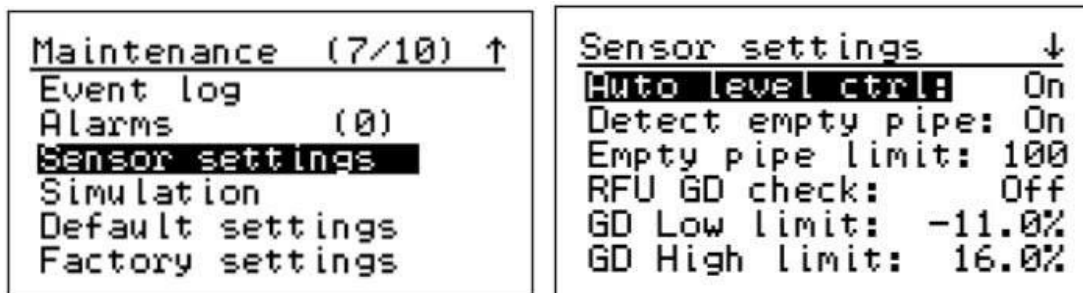 Maintenance (7/10) ↑
Event log
Alarms (0)
Sensor settings
Simulation
Default settings
Factory settings
Sensor settings ↓
Auto level ctrl: On
Detect empty pipe: On
Empty pipe limit: 100
RFU GD check: Off
GD Low limit: -11.0%
GD High limit: 16.0%